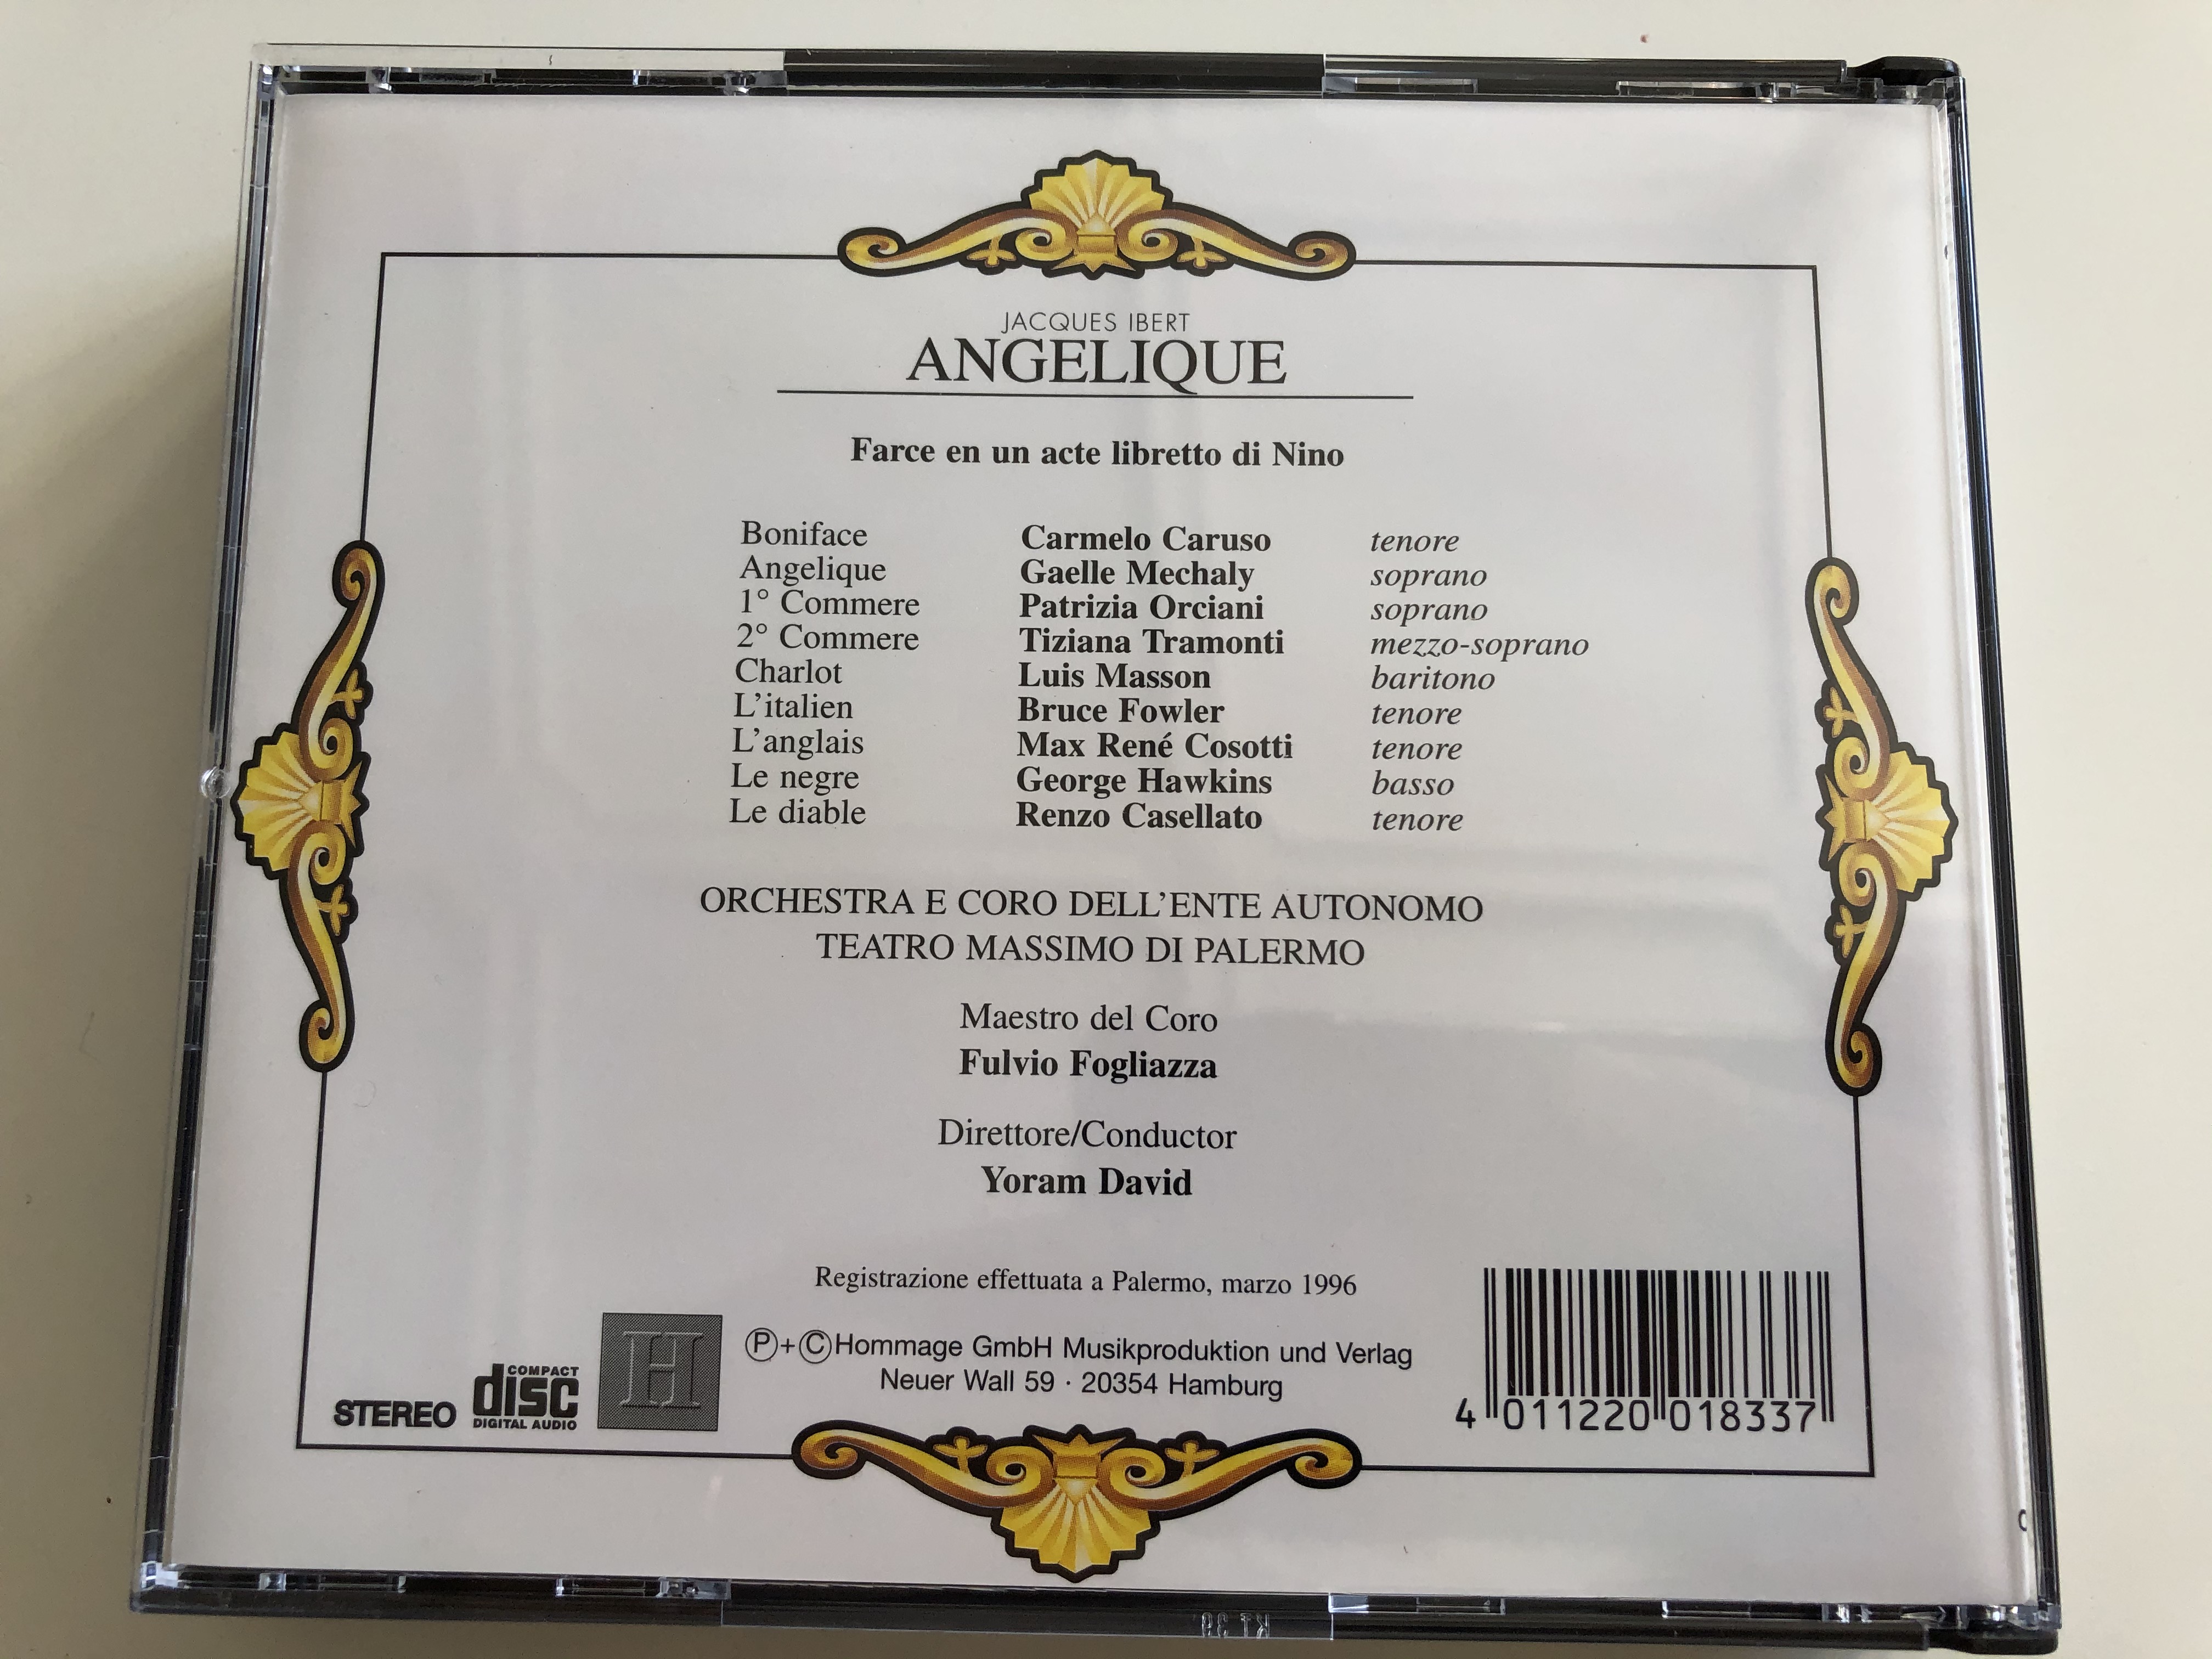 JACQUES IBERT
ANGELIQUE
Farce en un acte libretto di Nino
Boniface Carmelo Caruso tenore
Angelique Gaelle Mechaly soprano
1° Commere Patrizia Orciani soprano
2° Commere Tiziana Tramonti mezzo-soprano
Charlot Luis Masson baritono
L'italien Bruce Fowler tenore
L'anglais Max René Cosotti tenore
Le negre George Hawkins basso
Le diable Renzo Casellato tenore
ORCHESTRA E CORO DELL'ENTE AUTONOMO
TEATRO MASSIMO DI PALERMO
Maestro del Coro
Fulvio Fogliazza
Direttore/Conductor
Yoram David
Registrazione effettuata a Palermo, marzo 1996
Ⓟ+ⒸHommage GmbH Musikproduktion und Verlag
Neuer Wall 59 · 20354 Hamburg
STEREO
COMPACT
disc
DIGITAL AUDIO
H
4 011220 018337